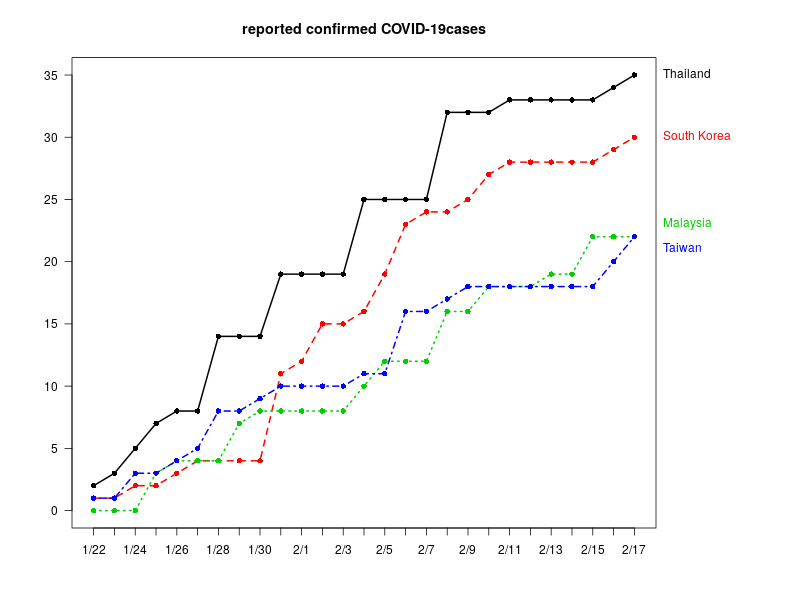 reported confirmed COVID-19cases
35
30
25
20
15
10
5
0
Thailand
South Korea
Malaysia
Taiwan
1/22 1/24 1/26 1/28 1/30 2/1 2/3 2/5 2/7 2/9 2/11 2/13 2/15 2/17